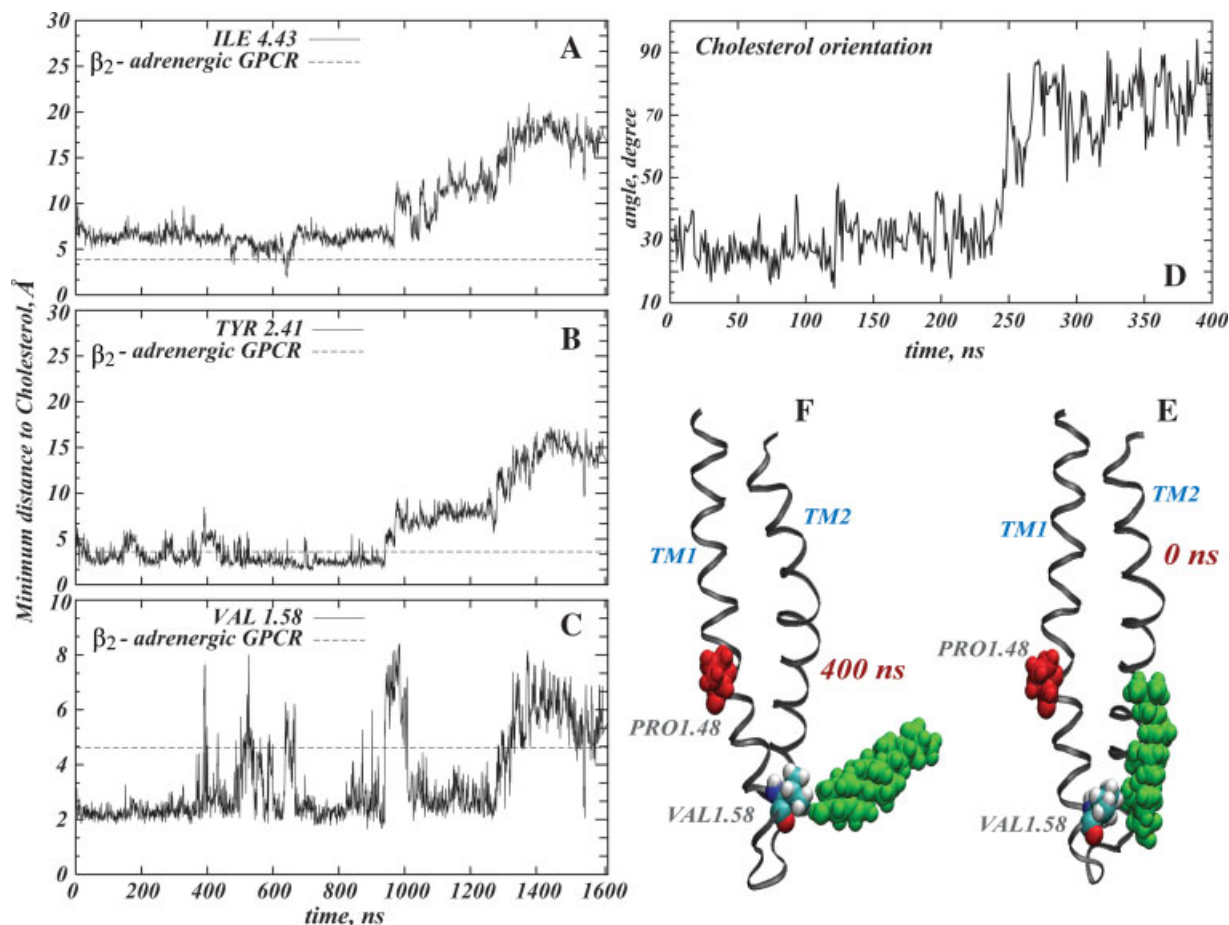 Minimum distance to Cholesterol, Å
30
25
20
15
10
5
0
ILE 4.43
β2 - adrenergic GPCR
A
30
25
20
15
10
5
0
TYR 2.41
β2 - adrenergic GPCR
B
10
8
6
4
2
0
VAL 1.58
β2 - adrenergic GPCR
C
0 200 400 600 800 1000 1200 1400 1600
time, ns
Cholesterol orientation
angle, degree
90
70
50
30
10
D
0 50 100 150 200 250 300 350 400
time, ns
F
TM1
TM2
400 ns
PRO1.48
VAL1.58
E
TM1
TM2
0 ns
PRO1.48
VAL1.58